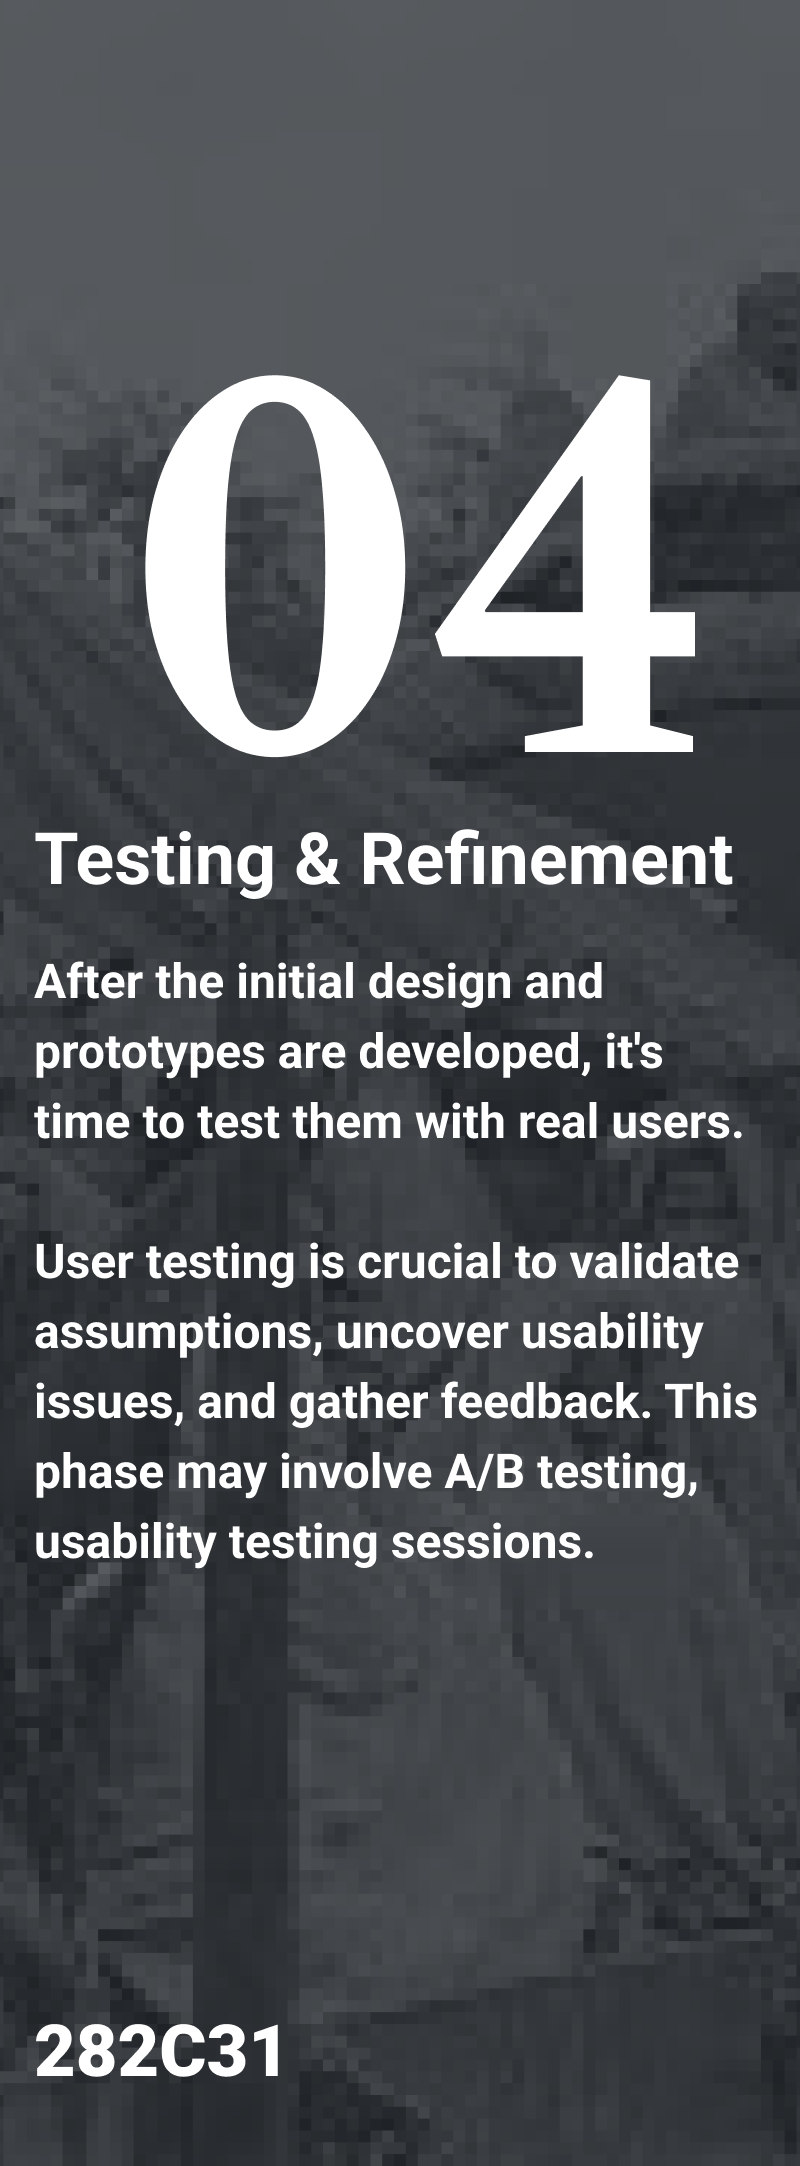 04
Testing & Refinement
After the initial design and
prototypes are developed, it's
time to test them with real users.
User testing is crucial to validate
assumptions, uncover usability
issues, and gather feedback. This
phase may involve A/B testing,
usability testing sessions.
282C31